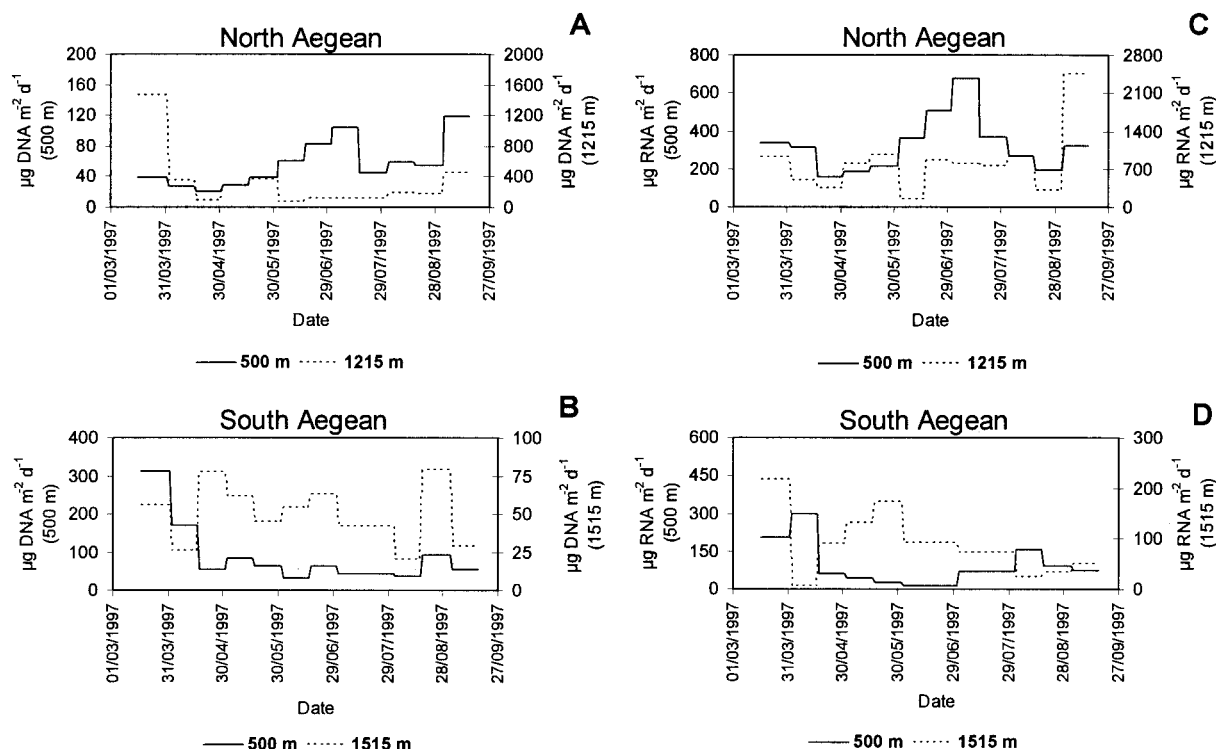 A
North Aegean
µg DNA m-2 d-1
(500 m)
200
160
120
80
40
0
2000
1600
1200
800
400
0
µg DNA m-2 d-1
(1215 m)
01/03/1997
31/03/1997
30/04/1997
30/05/1997
29/06/1997
29/07/1997
28/08/1997
27/09/1997
Date
500 m 1215 m
C
North Aegean
µg RNA m-2 d-1
(500 m)
800
600
400
200
0
2800
2400
2000
1600
1200
800
400
0
µg RNA m-2 d-1
(1215 m)
01/03/1997
31/03/1997
30/04/1997
30/05/1997
29/06/1997
29/07/1997
28/08/1997
27/09/1997
Date
500 m 1215 m
B
South Aegean
µg DNA m-2 d-1
(500 m)
400
300
200
100
0
100
75
50
25
0
µg DNA m-2 d-1
(1515 m)
01/03/1997
31/03/1997
30/04/1997
30/05/1997
29/06/1997
29/07/1997
28/08/1997
27/09/1997
Date
500 m 1515 m
D
South Aegean
µg RNA m-2 d-1
(500 m)
600
450
300
150
0
300
200
100
0
µg RNA m-2 d-1
(1515 m)
01/03/1997
31/03/1997
30/04/1997
30/05/1997
29/06/1997
29/07/1997
28/08/1997
27/09/1997
Date
500 m 1515 m